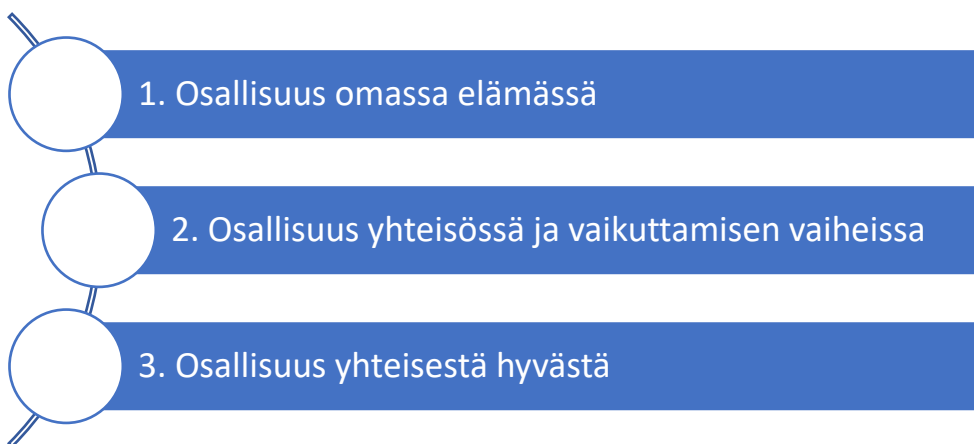 1. Osallisuus omassa elämässä
2. Osallisuus yhteisössä ja vaikuttamisen vaiheissa
3. Osallisuus yhteisestä hyvästä